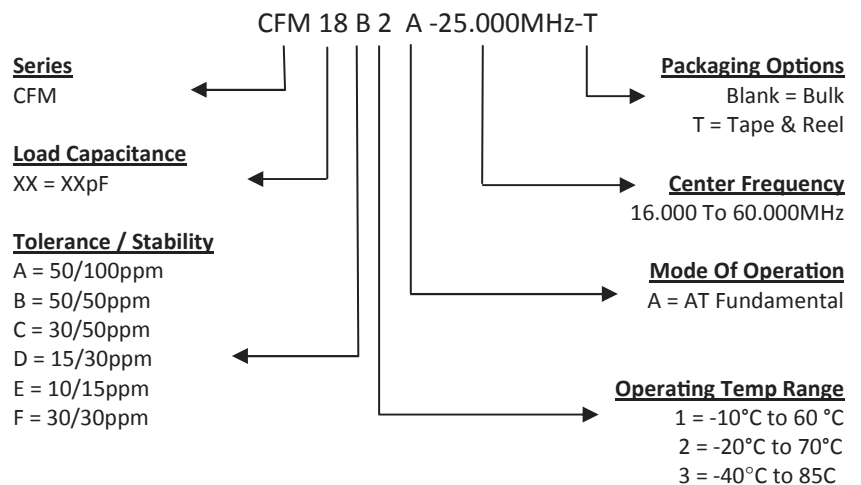 CFM 18 B 2 A -25.000MHz-T
Series
CFM
Load Capacitance
XX = XXpF
Tolerance / Stability
A = 50/100ppm
B = 50/50ppm
C = 30/50ppm
D = 15/30ppm
E = 10/15ppm
F = 30/30ppm
Packaging Options
Blank = Bulk
T = Tape & Reel
Center Frequency
16.000 To 60.000MHz
Mode Of Operation
A = AT Fundamental
Operating Temp Range
1 = -10°C to 60 °C
2 = -20°C to 70°C
3 = -40°C to 85C